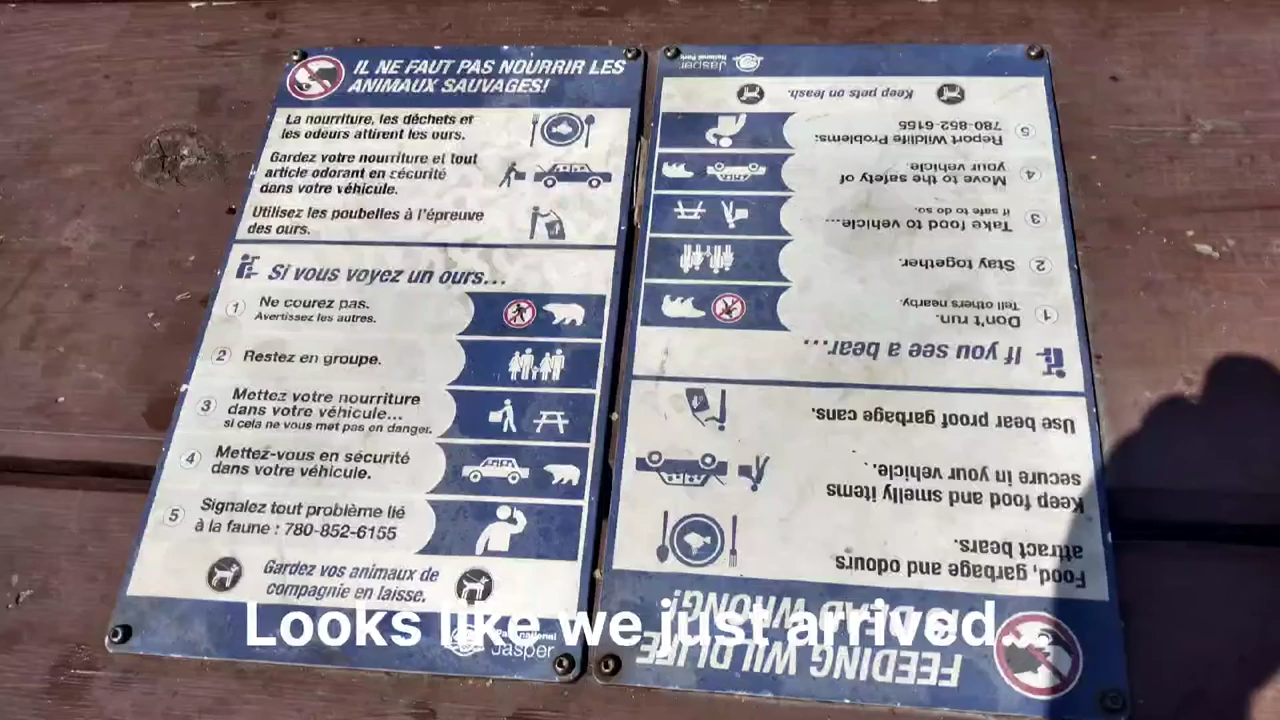 IL NE FAUT PAS NOURRIR LES
ANIMAUX SAUVAGES!
La nourriture, les déchets et
les odeurs attirent les ours.
Gardez votre nourriture et tout
article odorant en sécurité
dans votre véhicule.
Utilisez les poubelles à l'épreuve
des ours.
Si vous voyez un ours...
1 Ne courez pas.
Avertissez les autres.
2 Restez en groupe.
3 Mettez votre nourriture
dans votre véhicule...
si cela ne vous met pas en danger.
4 Mettez-vous en sécurité
dans votre véhicule.
5 Signalez tout problème lié
à la faune : 780-852-6155
Gardez vos animaux de
compagnie en laisse.
Parc national
Jasper
FEEDING WILDLIFE
IS DEAD WRONG!
Food, garbage and odours
attract bears.
Keep food and smelly items
secure in your vehicle.
Use bear proof garbage cans.
If you see a bear...
1 Don't run.
Tell others nearby.
2 Stay together.
3 Take food to vehicle...
if safe to do so.
4 Move to the safety of
your vehicle.
5 Report Wildlife Problems:
780-852-6155
Keep pets on leash.
Jasper
National Park
Looks like we just arrived.